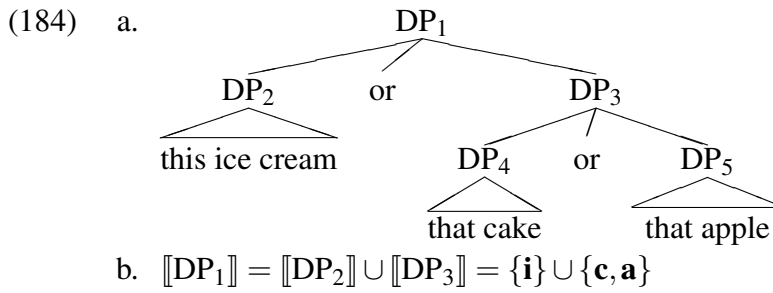 (184) a. DP₁
DP₂ or DP₃
this ice cream DP₄ or DP₅
that cake that apple
b. ⟦DP₁⟧ = ⟦DP₂⟧ ∪ ⟦DP₃⟧ = {i} ∪ {c, a}